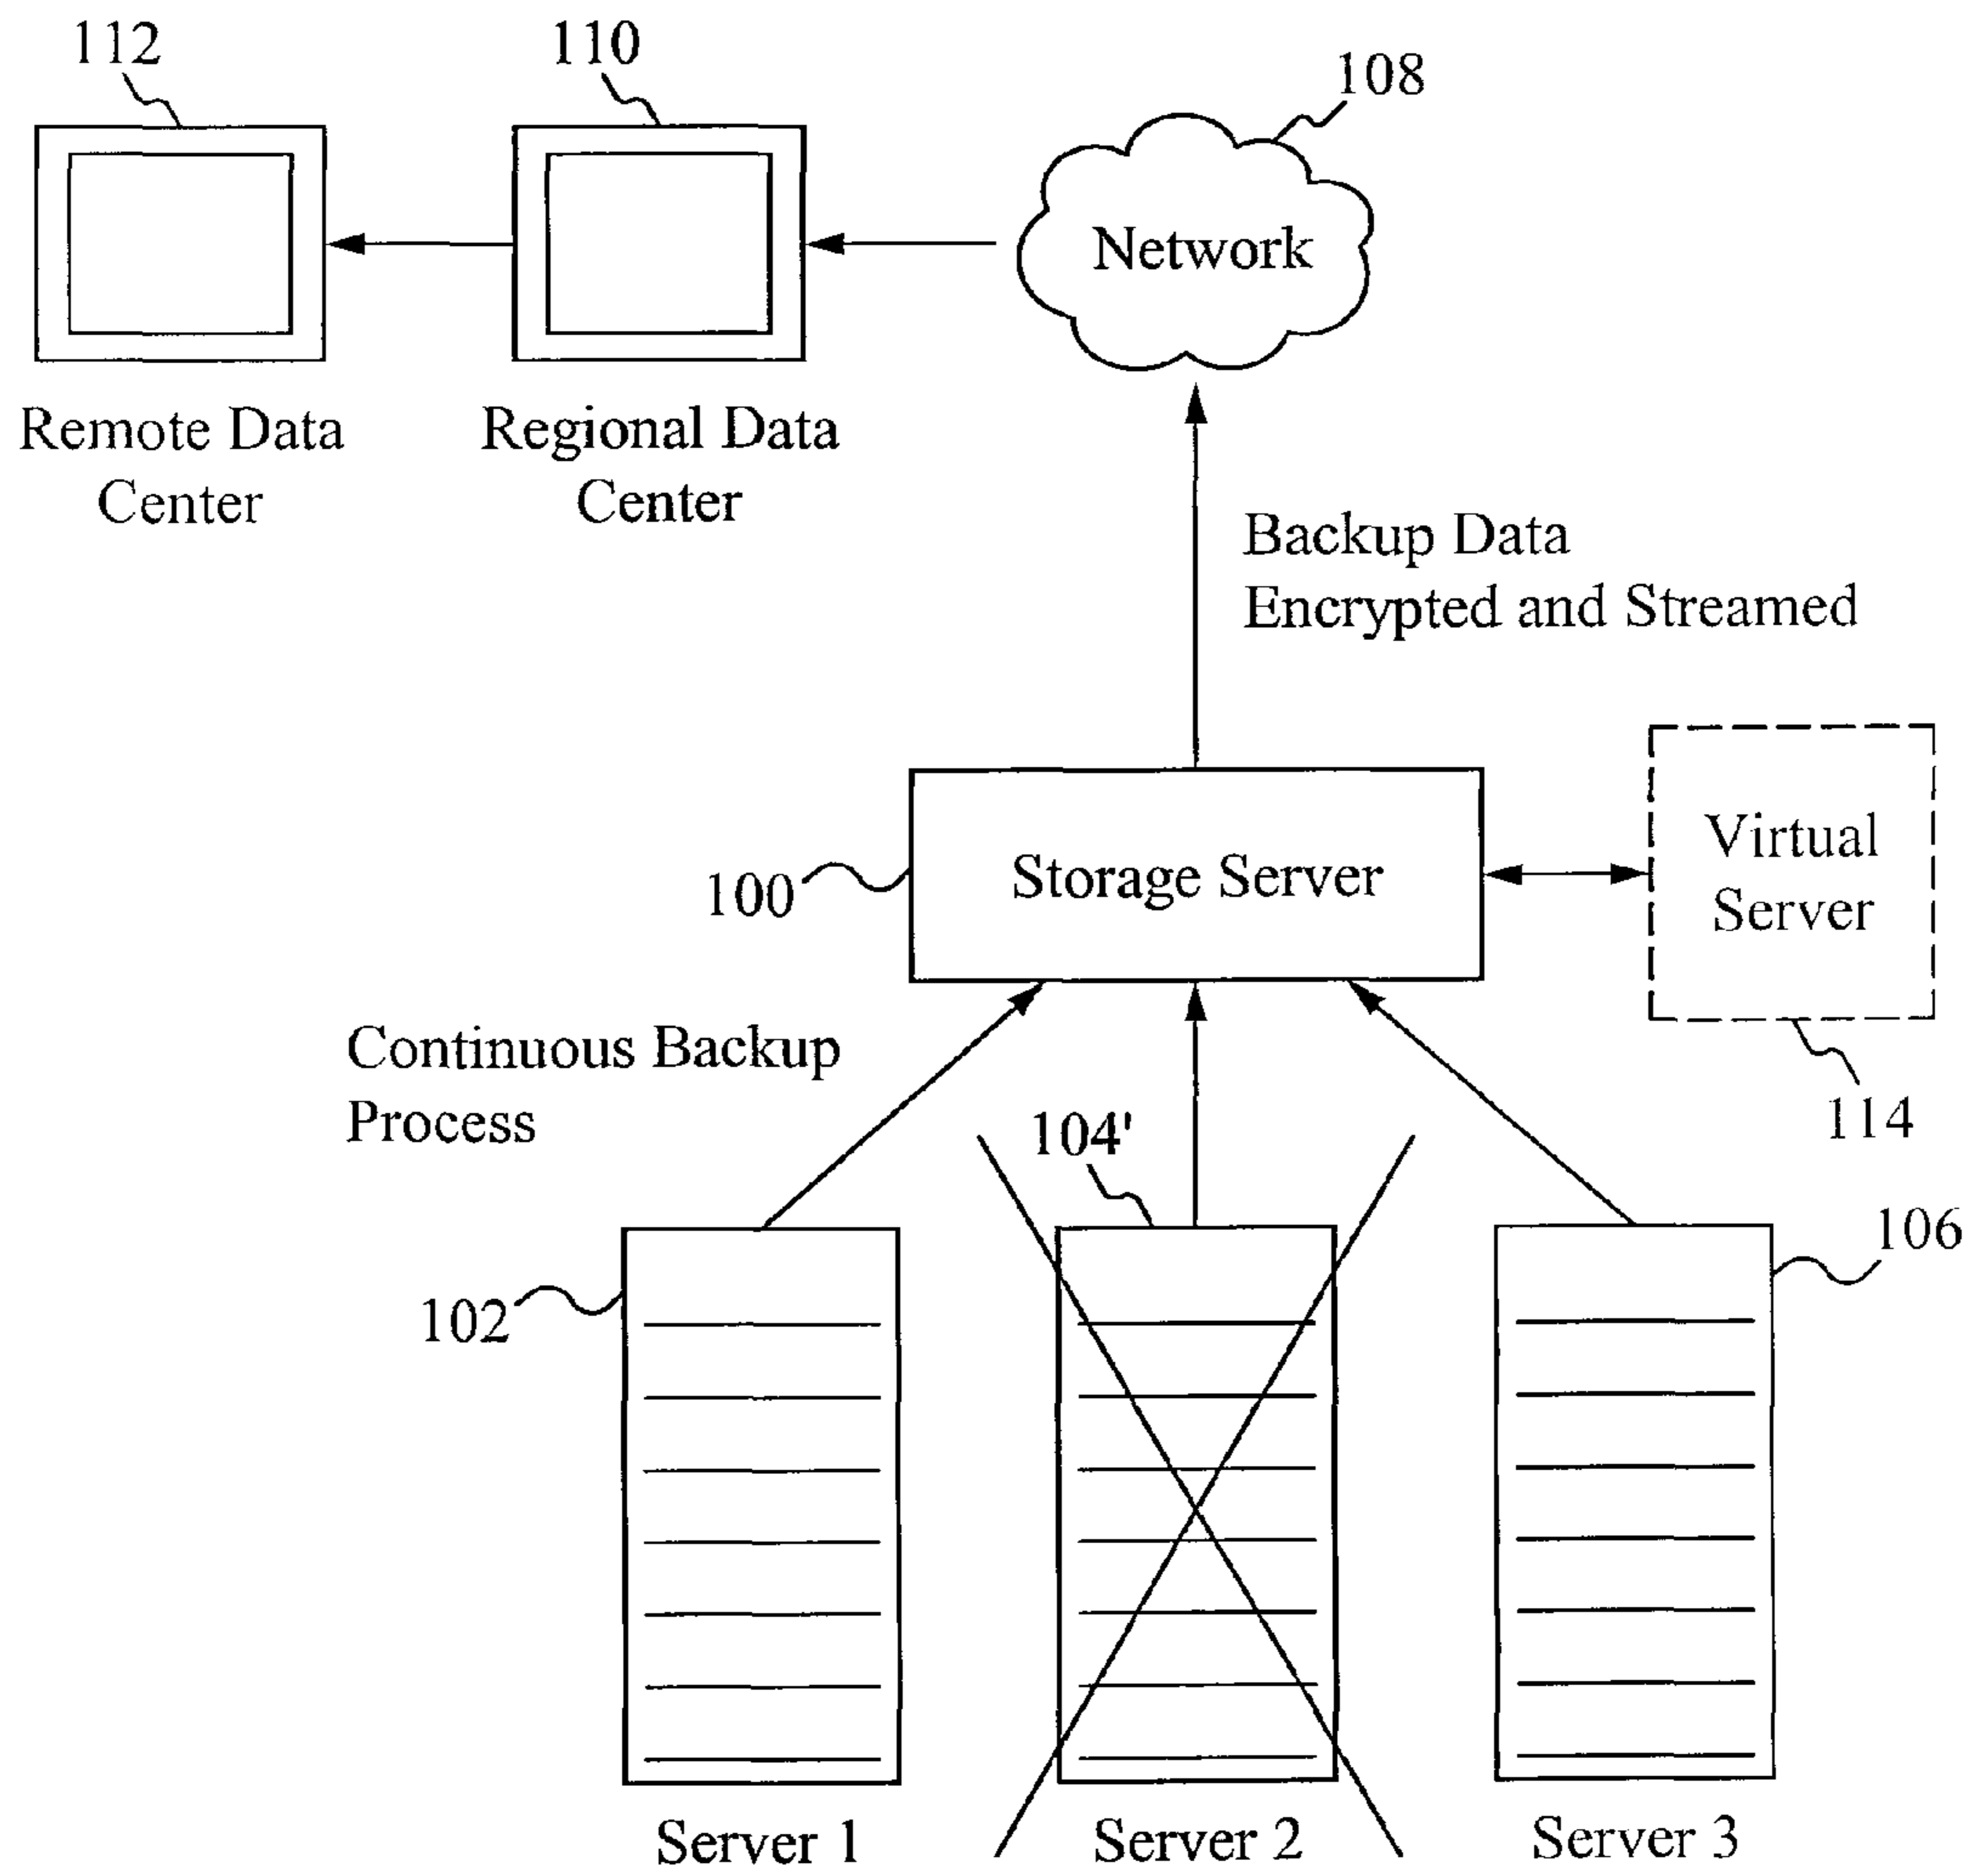 112
110
108
Network
Remote Data
Center
Regional Data
Center
Backup Data
Encrypted and Streamed
100
Storage Server
Virtual
Server
114
Continuous Backup
Process
104'
102
106
Server 1
Server 2
Server 3